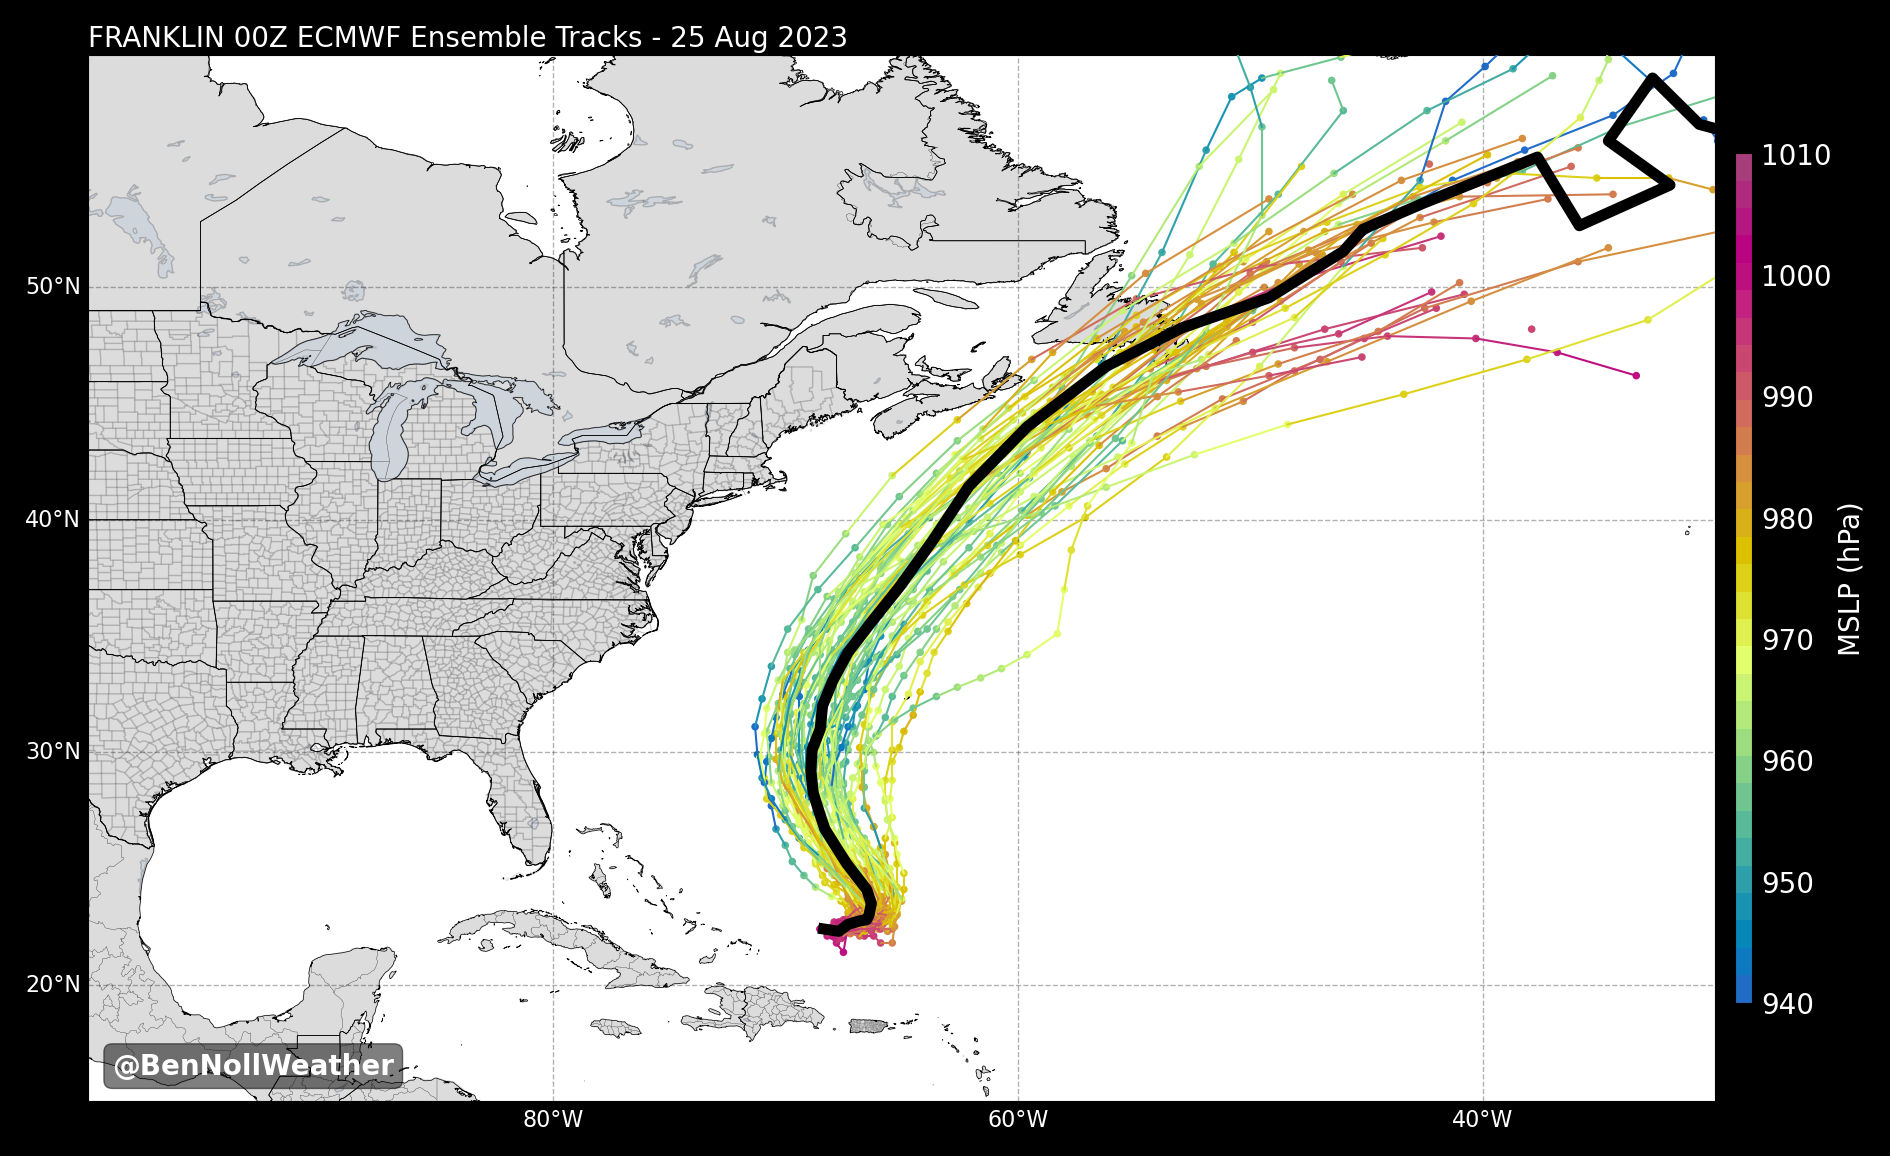 FRANKLIN 00Z ECMWF Ensemble Tracks - 25 Aug 2023
50°N
40°N
30°N
20°N
80°W
60°W
40°W
1010
1000
990
980
970
960
950
940
MSLP (hPa)
@BenNollWeather